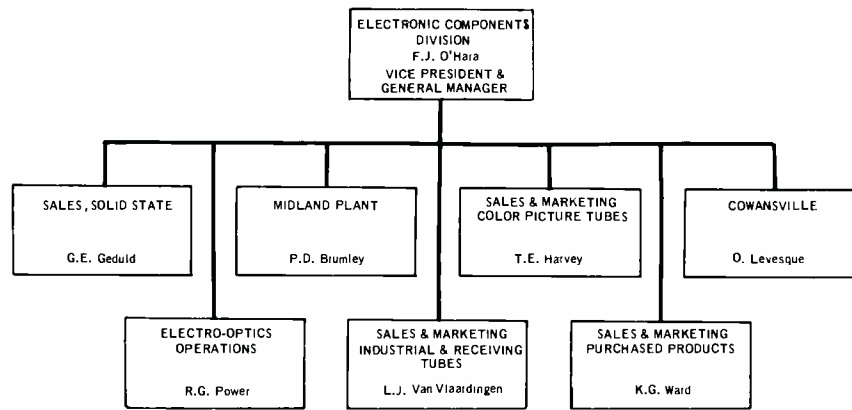 ELECTRONIC COMPONENTS
DIVISION
F.J. O'Hara
VICE PRESIDENT &
GENERAL MANAGER
SALES, SOLID STATE
G.E. Geduld
MIDLAND PLANT
P.D. Brumley
SALES & MARKETING
COLOR PICTURE TUBES
T.E. Harvey
COWANSVILLE
O. Levesque
ELECTRO-OPTICS
OPERATIONS
R.G. Power
SALES & MARKETING
INDUSTRIAL & RECEIVING
TUBES
L.J. Van Vlaardingen
SALES & MARKETING
PURCHASED PRODUCTS
K.G. Ward